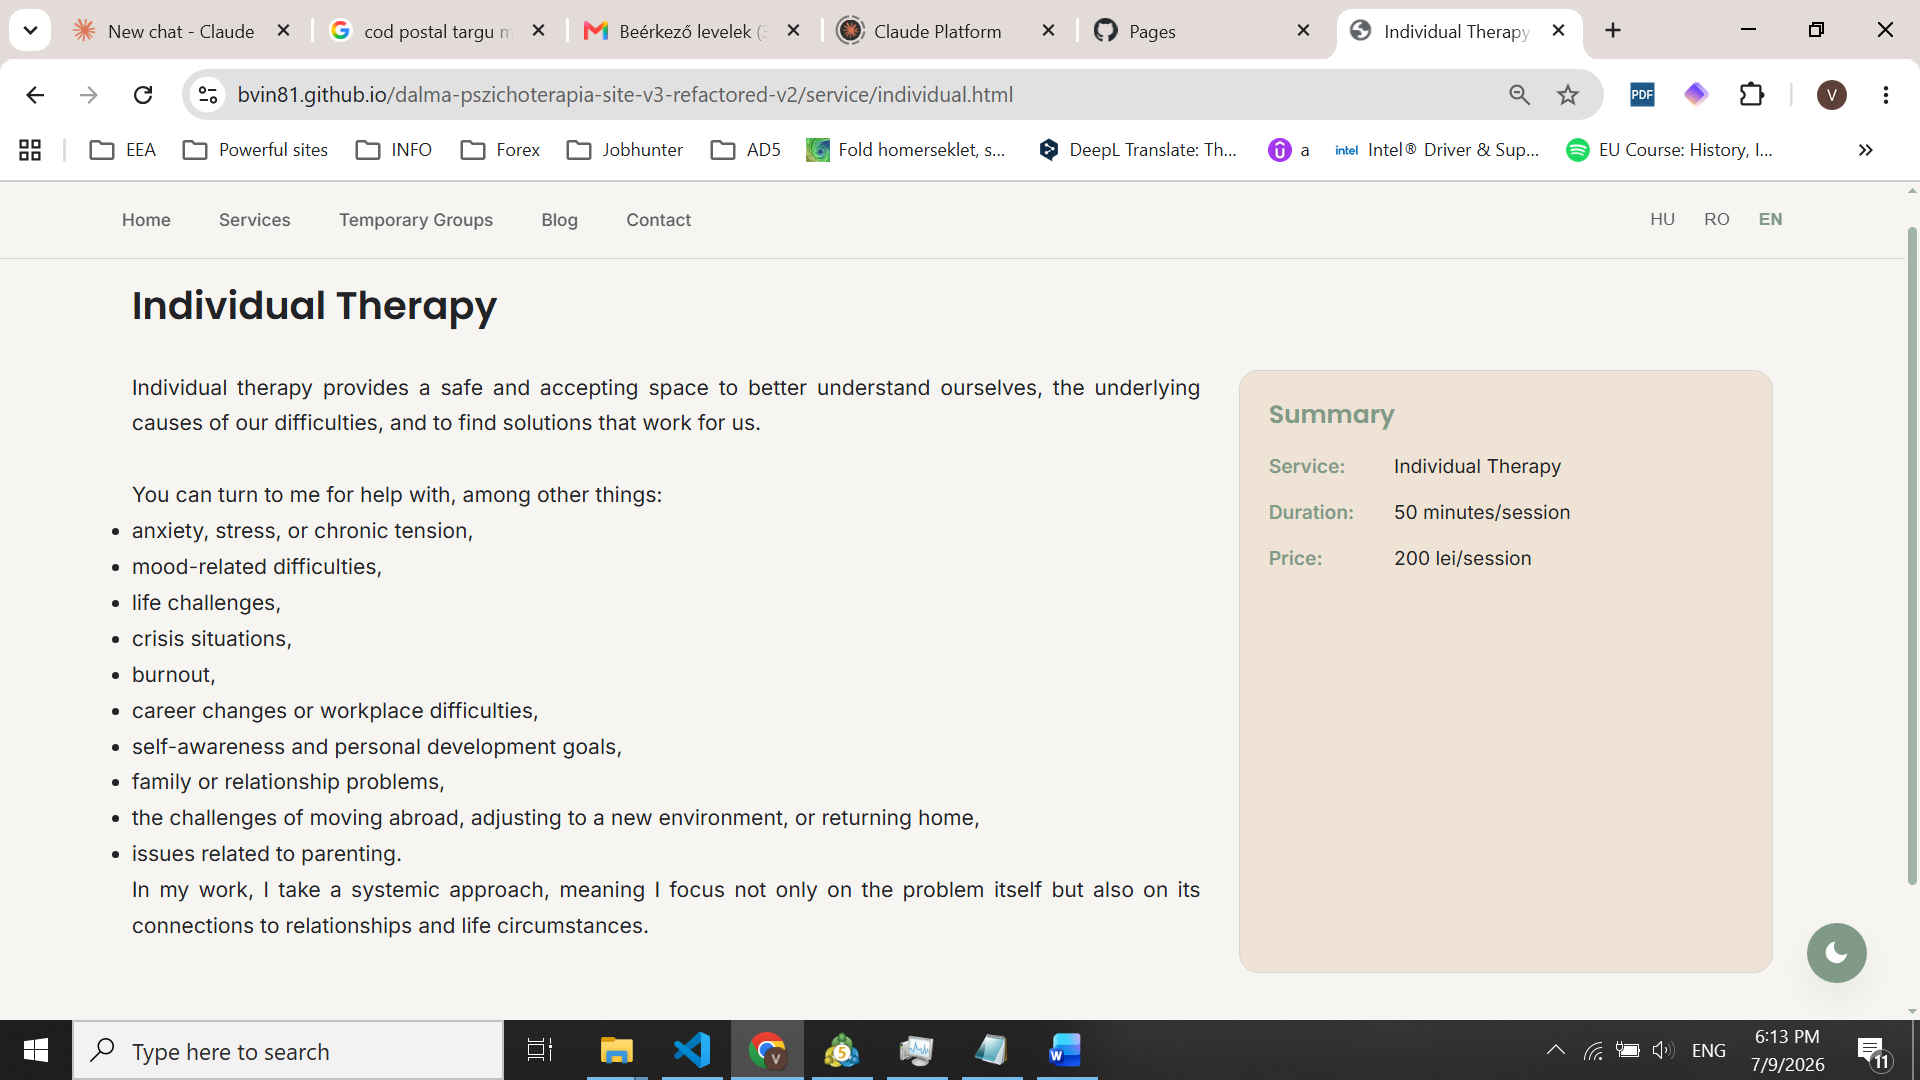 New chat - Claude
cod postal targu m
Beérkező levelek (3
Claude Platform
Pages
Individual Therapy
bvin81.github.io/dalma-pszichoterapia-site-v3-refactored-v2/service/individual.html
PDF
V
EEA
Powerful sites
INFO
Forex
Jobhunter
AD5
Fold homerseklet, s...
DeepL Translate: Th...
a
intel
Intel® Driver & Sup...
EU Course: History, I...
Home
Services
Temporary Groups
Blog
Contact
HU
RO
EN
Individual Therapy
Individual therapy provides a safe and accepting space to better understand ourselves, the underlying
causes of our difficulties, and to find solutions that work for us.
You can turn to me for help with, among other things:
• anxiety, stress, or chronic tension,
• mood-related difficulties,
• life challenges,
• crisis situations,
• burnout,
• career changes or workplace difficulties,
• self-awareness and personal development goals,
• family or relationship problems,
• the challenges of moving abroad, adjusting to a new environment, or returning home,
• issues related to parenting.
In my work, I take a systemic approach, meaning I focus not only on the problem itself but also on its
connections to relationships and life circumstances.
Summary
Service: Individual Therapy
Duration: 50 minutes/session
Price: 200 lei/session
Type here to search
V
5
W
ENG
6:13 PM
7/9/2026
11